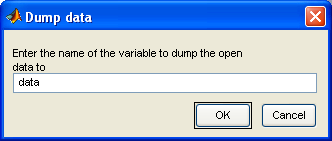 Dump data
Enter the name of the variable to dump the open
data to
data
OK Cancel